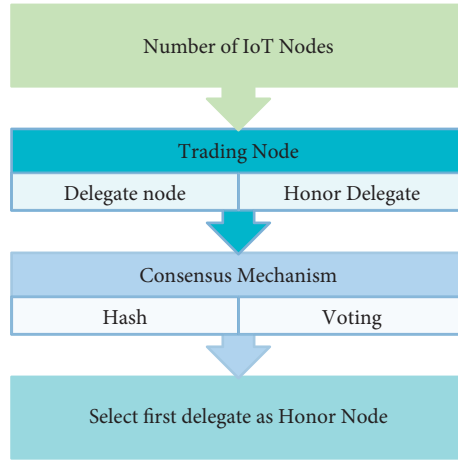 Number of IoT Nodes
Trading Node
Delegate node
Honor Delegate
Consensus Mechanism
Hash
Voting
Select first delegate as Honor Node